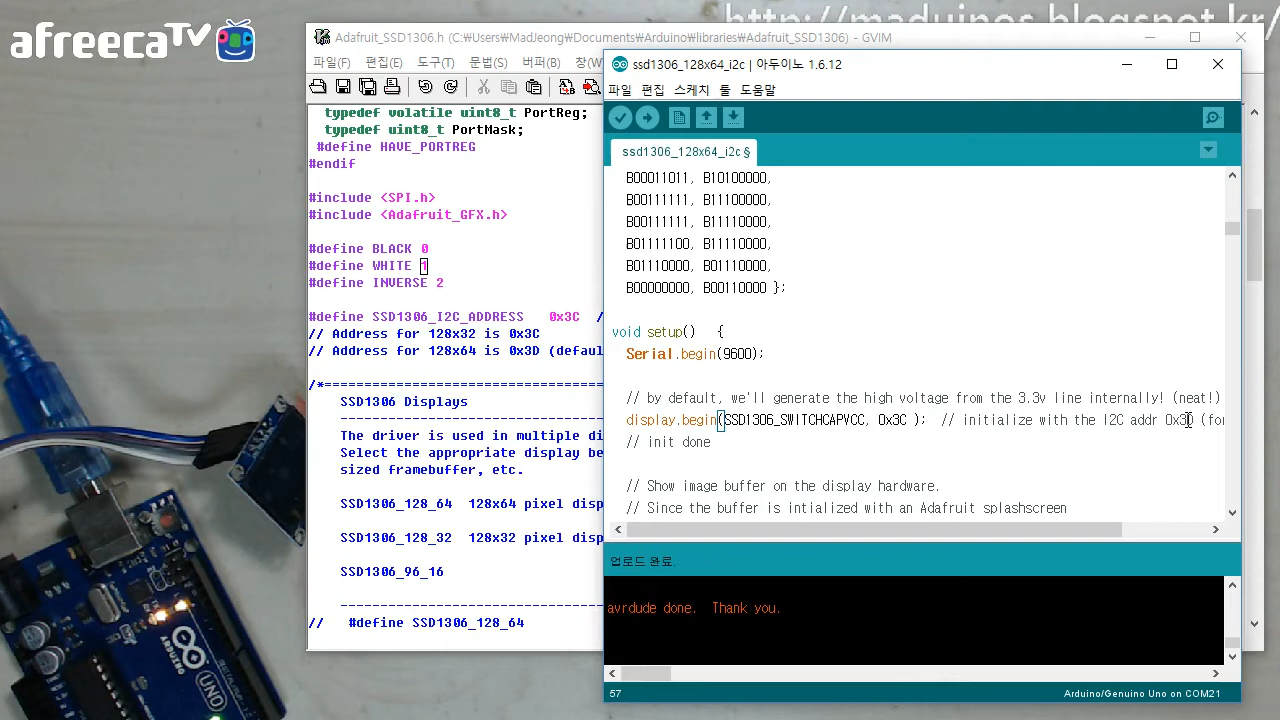 http://maduinos.blogspot.kr/
afreecaTV
Adafruit_SSD1306.h (C:₩Users₩MadJeong₩Documents₩Arduino₩libraries₩Adafruit_SSD1306) - GVIM
파일(F) 편집(E) 도구(T) 문법(S) 버퍼(B) 창(W
typedef volatile uint8_t PortReg;
typedef uint8_t PortMask;
#define HAVE_PORTREG
#endif
#include <SPI.h>
#include <Adafruit_GFX.h>
#define BLACK 0
#define WHITE 1
#define INVERSE 2
#define SSD1306_I2C_ADDRESS 0x3C /
// Address for 128x32 is 0x3C
// Address for 128x64 is 0x3D (defau
/*=================================
SSD1306 Displays
---------------------------------
The driver is used in multiple di
Select the appropriate display be
sized framebuffer, etc.
SSD1306_128_64 128x64 pixel disp
SSD1306_128_32 128x32 pixel disp
SSD1306_96_16
---------------------------------
// #define SSD1306_128_64
ssd1306_128x64_i2c | 아두이노 1.6.12
파일 편집 스케치 툴 도움말
ssd1306_128x64_i2c §
B00011011, B10100000,
B00111111, B11100000,
B00111111, B11110000,
B01111100, B11110000,
B01110000, B01110000,
B00000000, B00110000 };
void setup() {
Serial.begin(9600);
// by default, we'll generate the high voltage from the 3.3v line internally! (neat!)
display.begin(SSD1306_SWITCHCAPVCC, 0x3C ); // initialize with the I2C addr 0x3D (for
// init done
// Show image buffer on the display hardware.
// Since the buffer is intialized with an Adafruit splashscreen
업로드 완료.
avrdude done. Thank you.
57
Arduino/Genuino Uno on COM21
ARDUINO
UNO